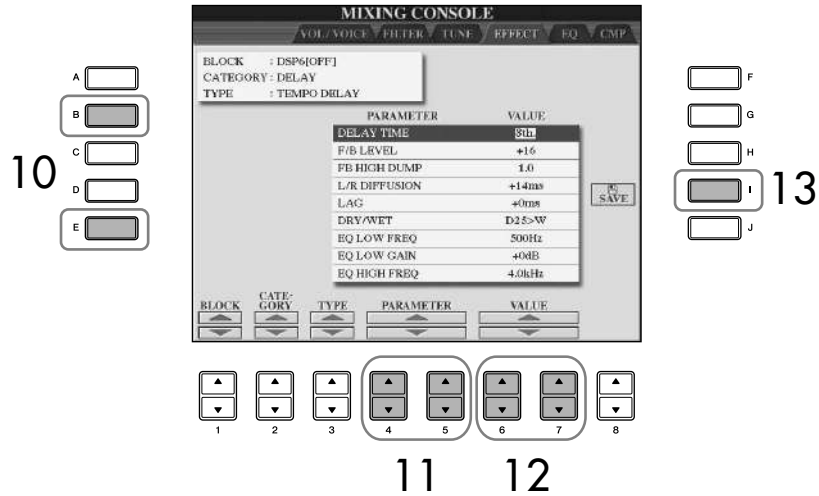 MIXING CONSOLE
VOL/VOICE FILTER TUNE EFFECT EQ CMP
BLOCK : DSP6[OFF]
CATEGORY : DELAY
TYPE : TEMPO DELAY
PARAMETER VALUE
DELAY TIME 8th.
F/B LEVEL +16
FB HIGH DUMP 1.0
L/R DIFFUSION +14ms
LAG +0ms
DRY/WET D25>W
EQ LOW FREQ 500Hz
EQ LOW GAIN +0dB
EQ HIGH FREQ 4.0kHz
SAVE
BLOCK CATE-GORY TYPE PARAMETER VALUE
A
B
C
D
E
10
F
G
H
I
J
13
1 2 3 4 5 6 7 8
11 12